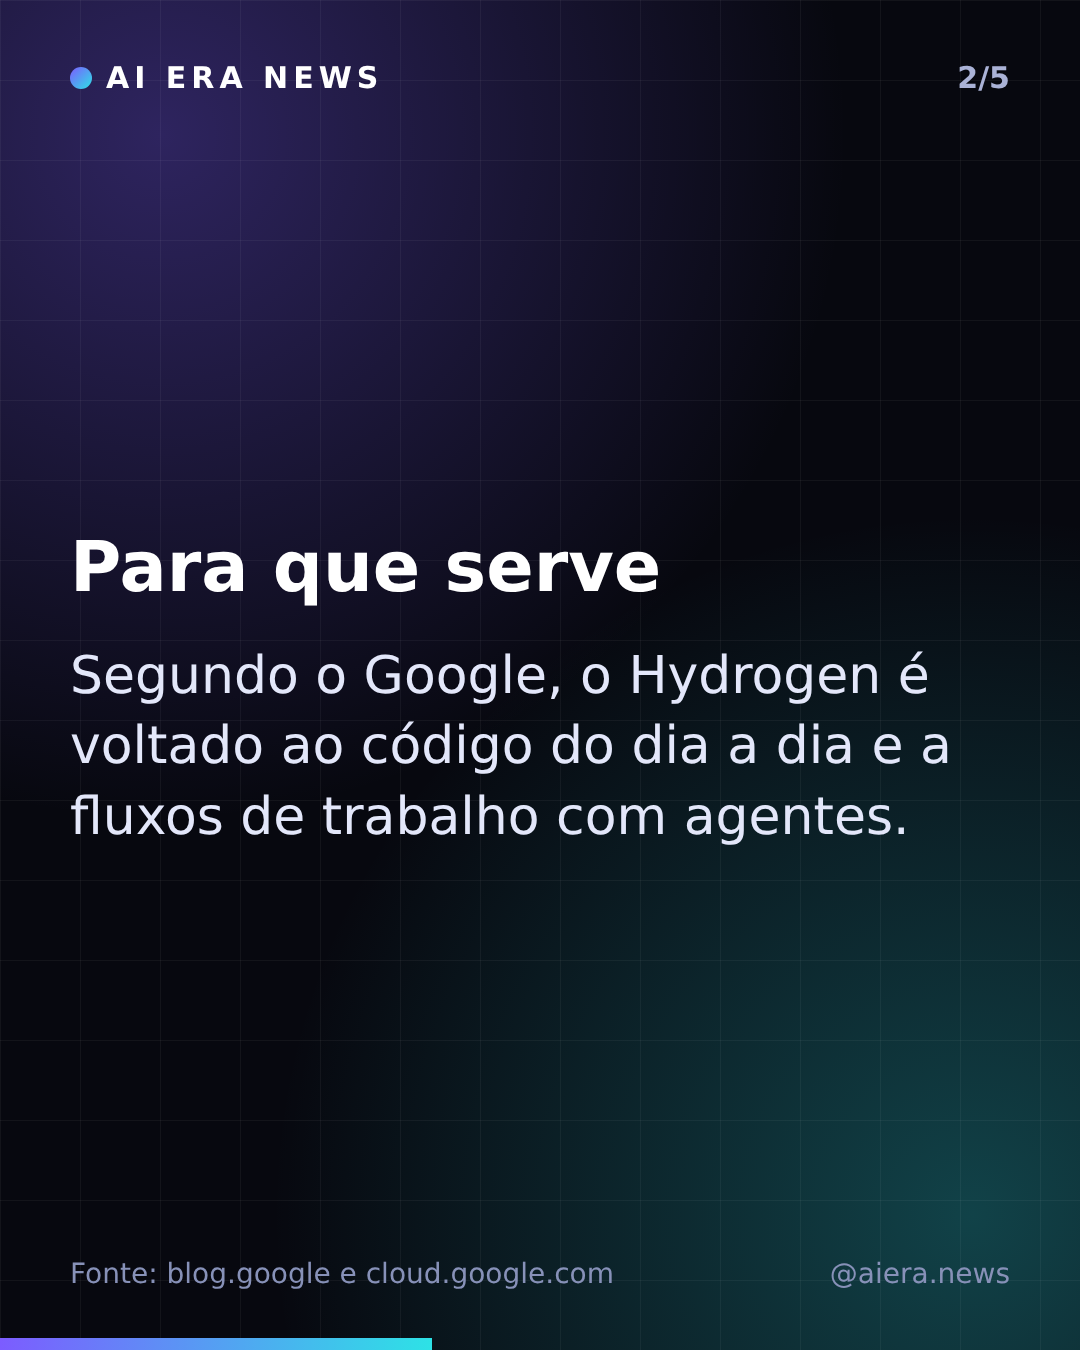 AI ERA NEWS
2/5
Para que serve
Segundo o Google, o Hydrogen é
voltado ao código do dia a dia e a
fluxos de trabalho com agentes.
Fonte: blog.google e cloud.google.com
@aiera.news